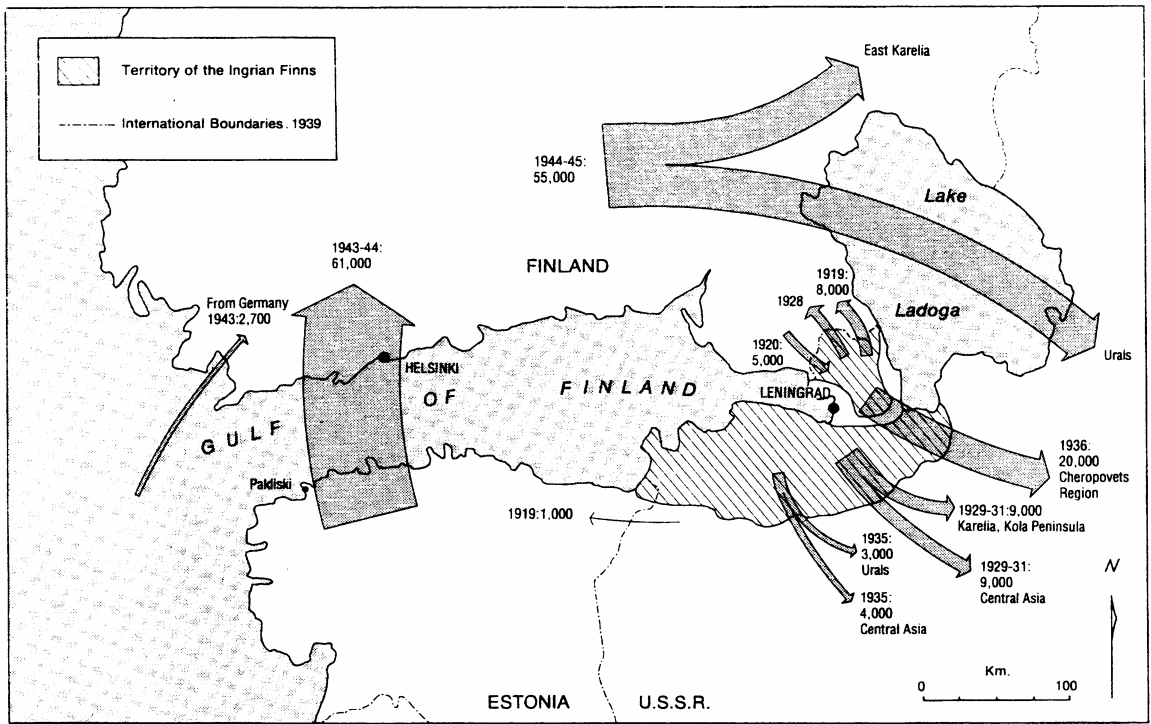 Territory of the Ingrian Finns
International Boundaries . 1939
East Karelia
1944-45:
55,000
Lake
Ladoga
1943-44:
61,000
FINLAND
1919:
8,000
1928
From Germany
1943:2,700
1920:
5,000
Urals
HELSINKI
LENINGRAD
GULF OF FINLAND
Paldiski
1936:
20,000
Cheropovets
Region
1919:1,000
1929-31:9,000
Karelia, Kola Peninsula
1935:
3,000
Urals
1929-31:
9,000
Central Asia
1935:
4,000
Central Asia
N
Km.
0 100
ESTONIA U.S.S.R.